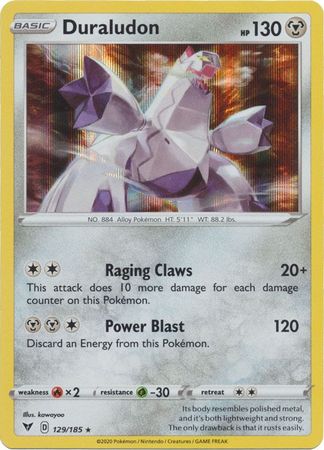 BASIC Duraludon HP 130
NO. 884 Alloy Pokémon HT: 5'11" WT: 88.2 lbs.
Raging Claws 20+
This attack does 10 more damage for each damage
counter on this Pokémon.
Power Blast 120
Discard an Energy from this Pokémon.
weakness ×2 resistance -30 retreat
Illus. kawayoo
D 129/185 ★
Its body resembles polished metal,
and it's both lightweight and strong.
The only drawback is that it rusts easily.
©2020 Pokémon / Nintendo / Creatures / GAME FREAK